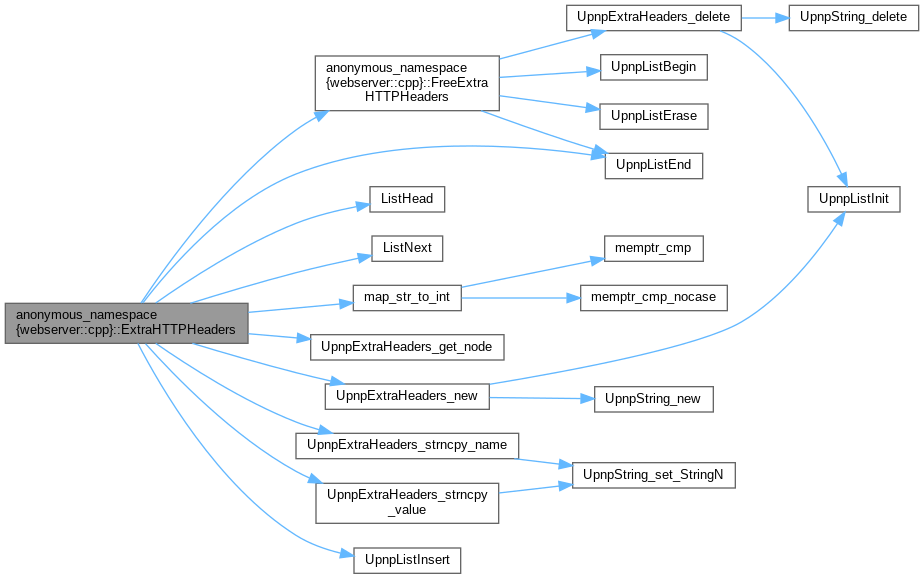 UpnpExtraHeaders_delete
UpnpString_delete
anonymous_namespace
{webserver::cpp}::FreeExtra
HTTPHeaders
UpnpListBegin
UpnpListErase
UpnpListEnd
ListHead
UpnpListInit
ListNext
memptr_cmp
map_str_to_int
memptr_cmp_nocase
anonymous_namespace
{webserver::cpp}::ExtraHTTPHeaders
UpnpExtraHeaders_get_node
UpnpExtraHeaders_new
UpnpString_new
UpnpExtraHeaders_strncpy_name
UpnpString_set_StringN
UpnpExtraHeaders_strncpy
_value
UpnpListInsert